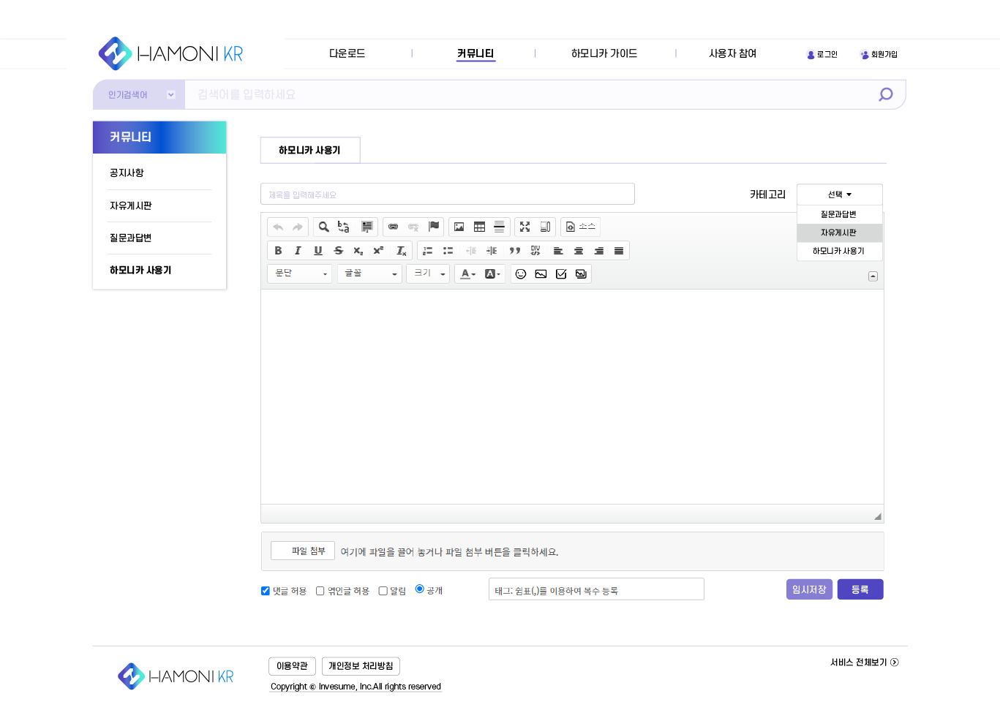 HAMONI KR
다운로드
커뮤니티
하모니카 가이드
사용자 참여
로그인
회원가입
인기검색어
검색어를 입력하세요
커뮤니티
공지사항
자유게시판
질문과답변
하모니카 사용기
하모니카 사용기
제목을 입력해주세요
카테고리
선택
질문과답변
자유게시판
하모니카 사용기
소스
문단
글꼴
크기
파일 첨부
여기에 파일을 끌어 놓거나 파일 첨부 버튼을 클릭하세요.
댓글 허용
엮인글 허용
알림
공개
태그: 쉼표(,)를 이용하여 복수 등록
임시저장
등록
HAMONI KR
이용약관
개인정보 처리방침
서비스 전체보기
Copyright © Invesume, Inc.All rights reserved